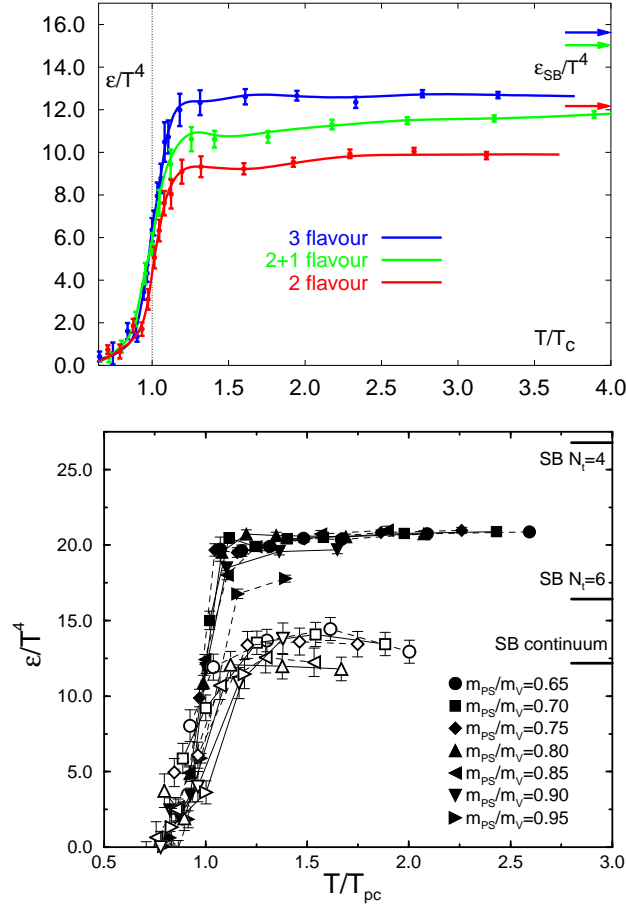 16.0
14.0
12.0
10.0
8.0
6.0
4.0
2.0
0.0
ε/T⁴
ε_SB/T⁴
3 flavour
2+1 flavour
2 flavour
T/T_c
1.0 1.5 2.0 2.5 3.0 3.5 4.0
25.0
20.0
15.0
10.0
5.0
0.0
ε/T⁴
SB N_t=4
SB N_t=6
SB continuum
m_PS/m_V=0.65
m_PS/m_V=0.70
m_PS/m_V=0.75
m_PS/m_V=0.80
m_PS/m_V=0.85
m_PS/m_V=0.90
m_PS/m_V=0.95
0.5 1.0 1.5 2.0 2.5 3.0
T/T_pc